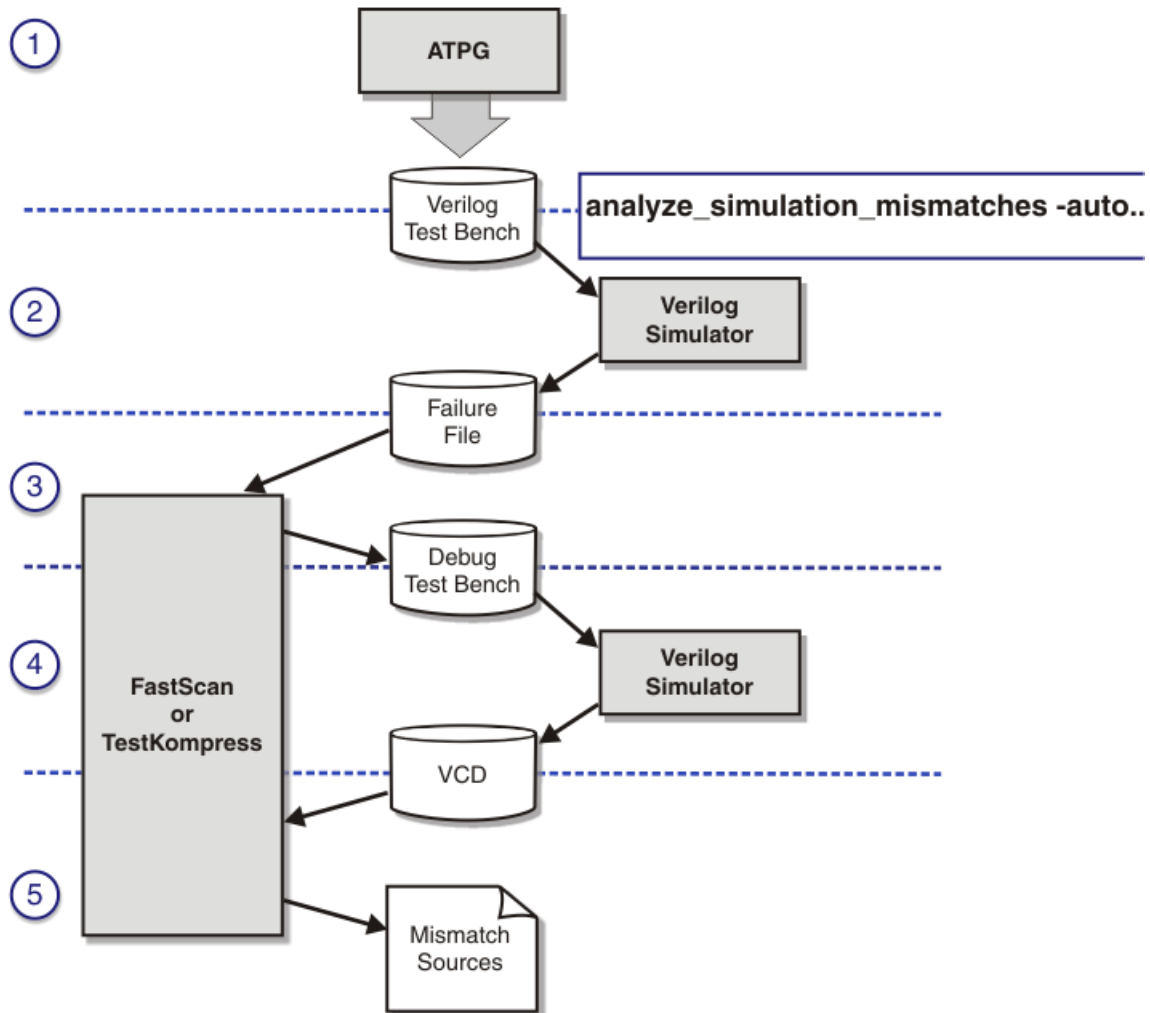 1
ATPG
Verilog
Test Bench
analyze_simulation_mismatches -auto..
2
Verilog
Simulator
Failure
File
3
Debug
Test Bench
4
Verilog
Simulator
FastScan
or
TestKompress
VCD
5
Mismatch
Sources